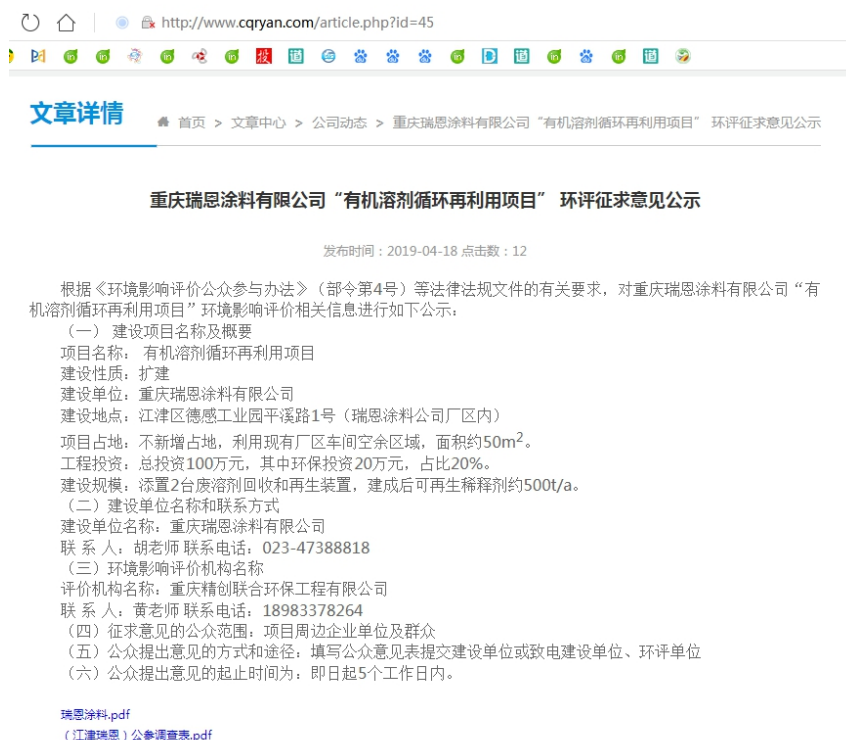 http://www.cqryan.com/article.php?id=45
文章详情
首页 > 文章中心 > 公司动态 > 重庆瑞恩涂料有限公司“有机溶剂循环再利用项目” 环评征求意见公示
重庆瑞恩涂料有限公司“有机溶剂循环再利用项目” 环评征求意见公示
发布时间：2019-04-18 点击数：12
根据《环境影响评价公众参与办法》（部令第4号）等法律法规文件的有关要求，对重庆瑞恩涂料有限公司“有
机溶剂循环再利用项目”环境影响评价相关信息进行如下公示：
（一） 建设项目名称及概要
项目名称： 有机溶剂循环再利用项目
建设性质：扩建
建设单位：重庆瑞恩涂料有限公司
建设地点：江津区德感工业园平溪路1号（瑞恩涂料公司厂区内）
项目占地：不新增占地，利用现有厂区车间空余区域，面积约50m²。
工程投资：总投资100万元，其中环保投资20万元，占比20%。
建设规模：添置2台废溶剂回收和再生装置，建成后可再生稀释剂约500t/a。
（二）建设单位名称和联系方式
建设单位名称：重庆瑞恩涂料有限公司
联 系 人：胡老师 联系电话：023-47388818
（三）环境影响评价机构名称
评价机构名称：重庆精创联合环保工程有限公司
联 系 人：黄老师 联系电话：18983378264
（四）征求意见的公众范围：项目周边企业单位及群众
（五）公众提出意见的方式和途径：填写公众意见表提交建设单位或致电建设单位、环评单位
（六）公众提出意见的起止时间为：即日起5个工作日内。
瑞恩涂料.pdf
（江津瑞恩）公参调查表.pdf